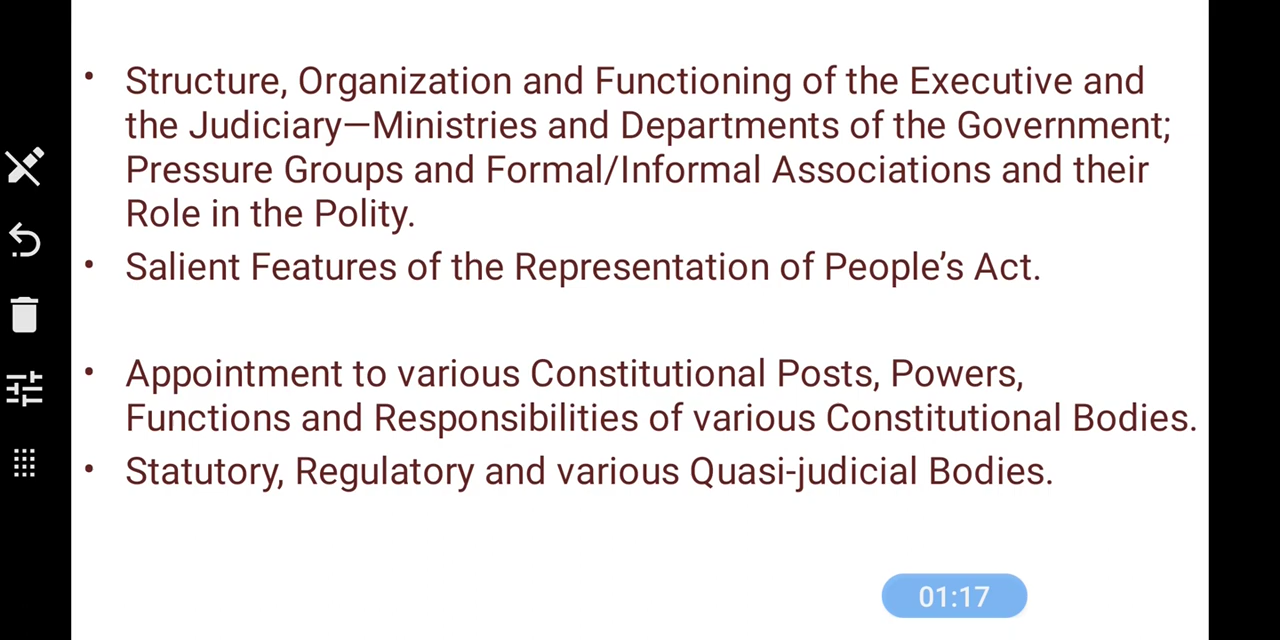 • Structure, Organization and Functioning of the Executive and
the Judiciary—Ministries and Departments of the Government;
Pressure Groups and Formal/Informal Associations and their
Role in the Polity.
• Salient Features of the Representation of People’s Act.
• Appointment to various Constitutional Posts, Powers,
Functions and Responsibilities of various Constitutional Bodies.
• Statutory, Regulatory and various Quasi-judicial Bodies.
01:17